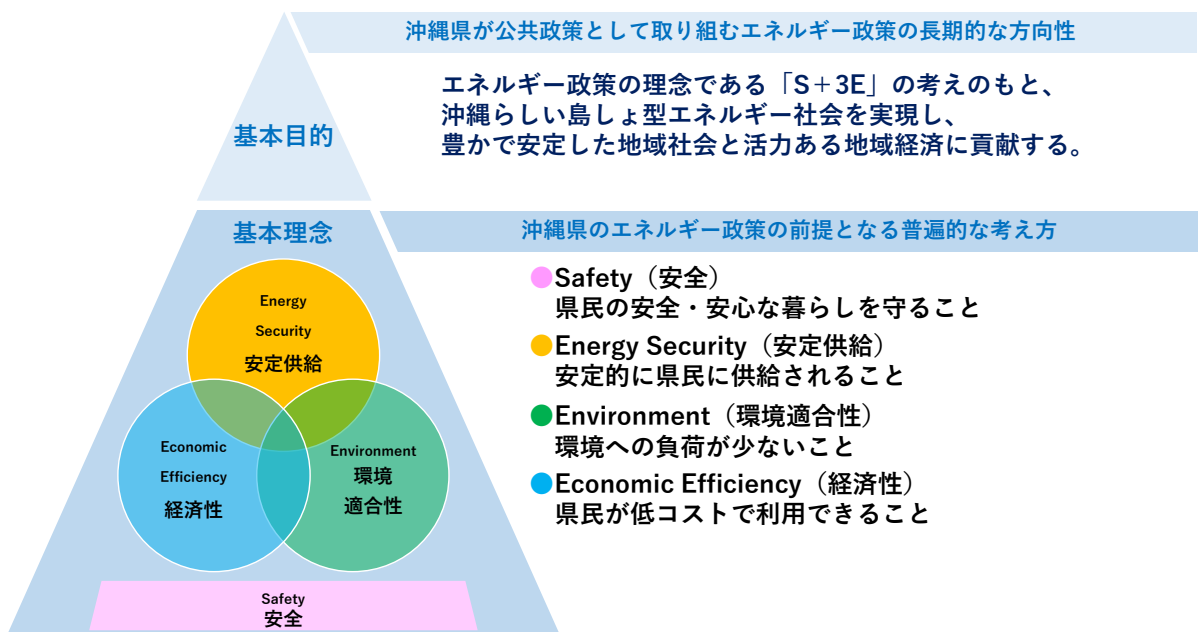 沖縄県が公共政策として取り組むエネルギー政策の長期的な方向性
基本目的
エネルギー政策の理念である「S+3E」の考えのもと、
沖縄らしい島しょ型エネルギー社会を実現し、
豊かで安定した地域社会と活力ある地域経済に貢献する。
基本理念
沖縄県のエネルギー政策の前提となる普遍的な考え方
Energy
Security
安定供給
Economic
Efficiency
経済性
Environment
環境
適合性
Safety
安全
●Safety（安全）
県民の安全・安心な暮らしを守ること
●Energy Security（安定供給）
安定的に県民に供給されること
●Environment（環境適合性）
環境への負荷が少ないこと
●Economic Efficiency（経済性）
県民が低コストで利用できること